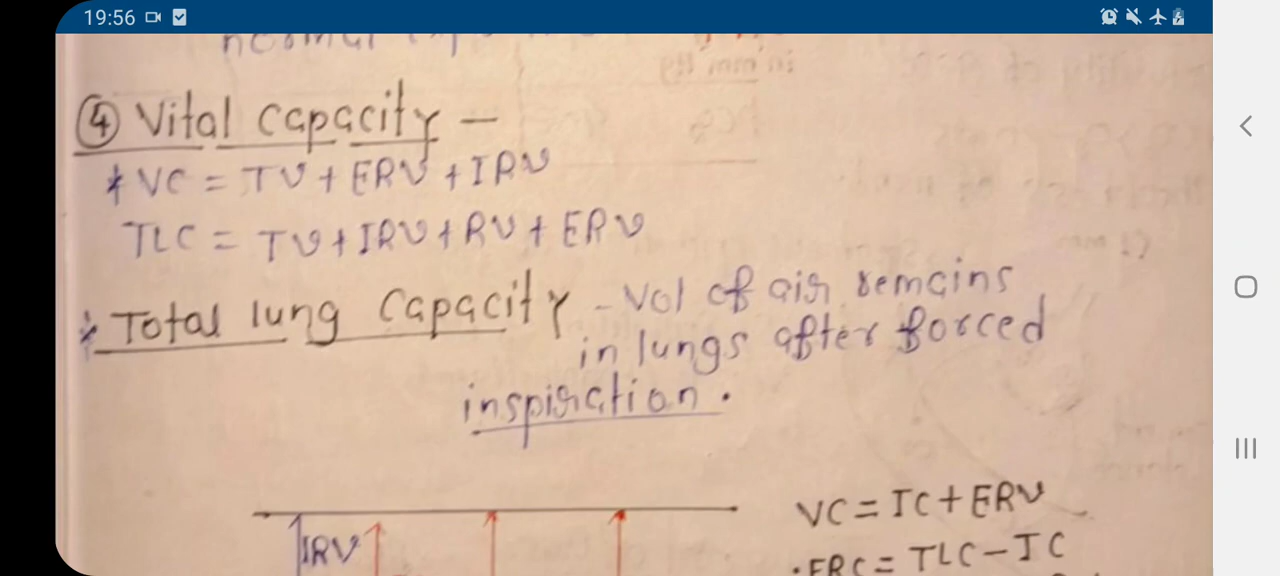 19:56
④ Vital Capacity –
* VC = TV + ERV + IRV
TLC = TV + IRV + RV + ERV
* Total lung Capacity – Vol of air remains
in lungs after forced
inspiration.
IRV
VC = IC + ERV
• FRC = TLC – IC